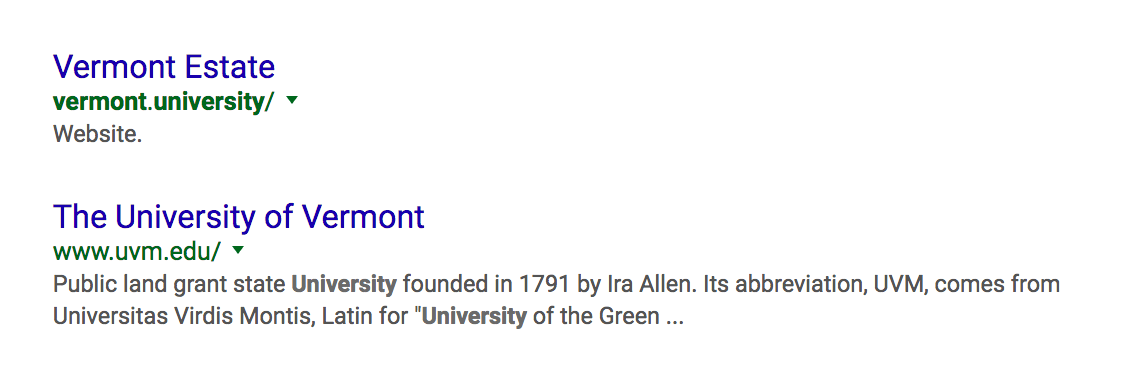 Vermont Estate
vermont.university/
Website.
The University of Vermont
www.uvm.edu/
Public land grant state University founded in 1791 by Ira Allen. Its abbreviation, UVM, comes from
Universitas Virdis Montis, Latin for "University of the Green ...